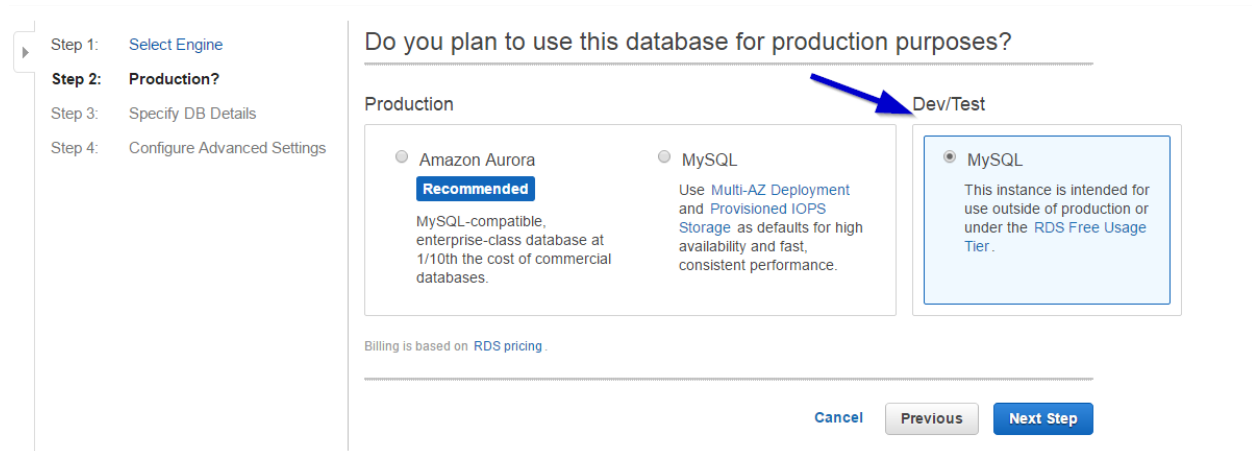 Step 1: Select Engine
Step 2: Production?
Step 3: Specify DB Details
Step 4: Configure Advanced Settings
Do you plan to use this database for production purposes?
Production
Amazon Aurora
Recommended
MySQL-compatible,
enterprise-class database at
1/10th the cost of commercial
databases.
MySQL
Use Multi-AZ Deployment
and Provisioned IOPS
Storage as defaults for high
availability and fast,
consistent performance.
Dev/Test
MySQL
This instance is intended for
use outside of production or
under the RDS Free Usage
Tier.
Billing is based on RDS pricing.
Cancel Previous Next Step